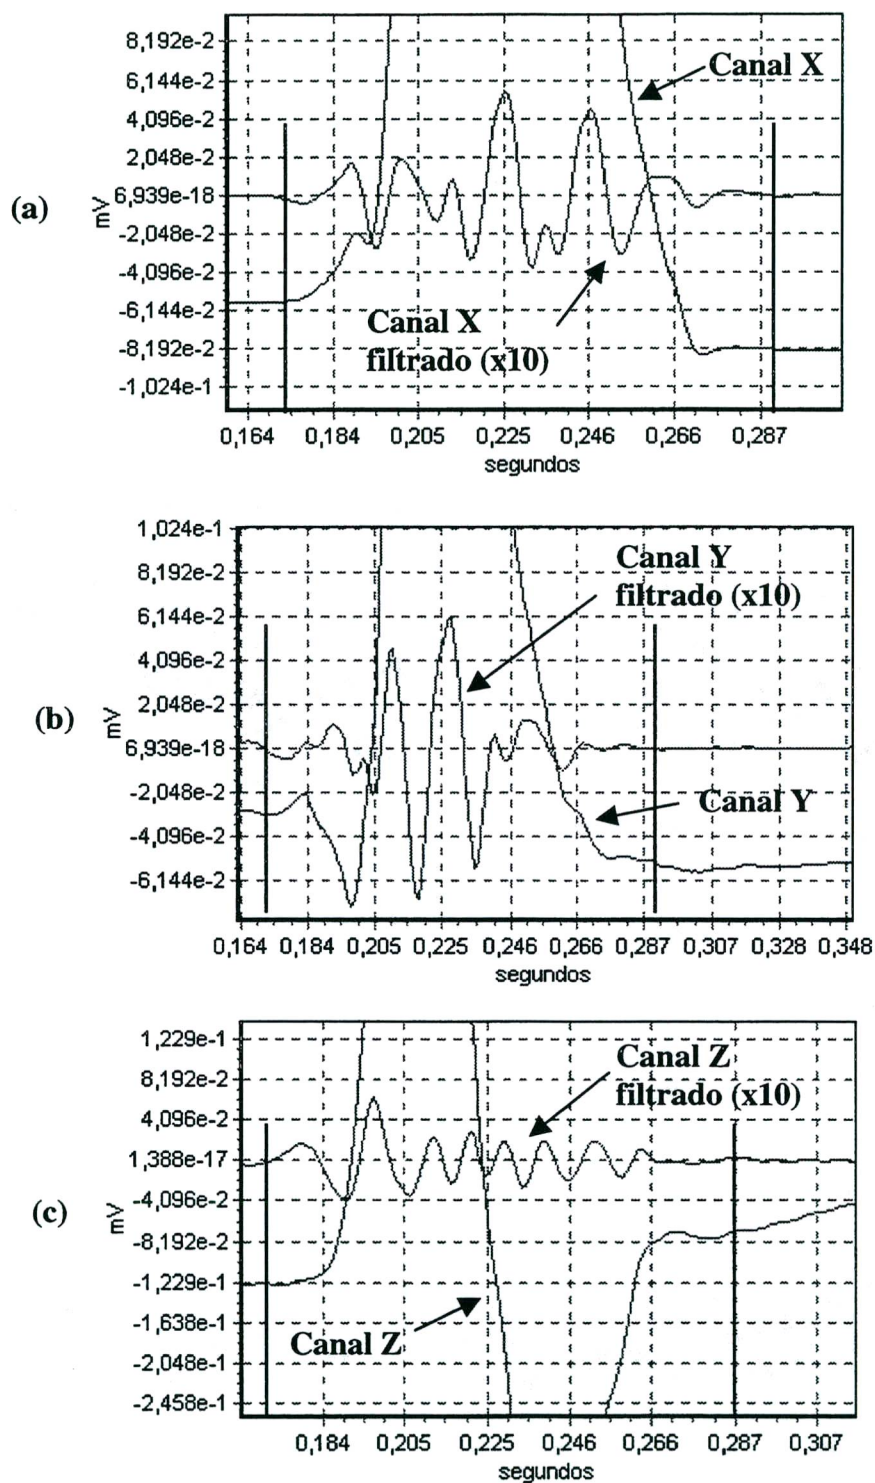 (a)
mV
8,192e-2
6,144e-2
4,096e-2
2,048e-2
6,939e-18
-2,048e-2
-4,096e-2
-6,144e-2
-8,192e-2
-1,024e-1
Canal X
Canal X
filtrado (x10)
0,164 0,184 0,205 0,225 0,246 0,266 0,287
segundos
(b)
mV
1,024e-1
8,192e-2
6,144e-2
4,096e-2
2,048e-2
6,939e-18
-2,048e-2
-4,096e-2
-6,144e-2
Canal Y
filtrado (x10)
Canal Y
0,164 0,184 0,205 0,225 0,246 0,266 0,287 0,307 0,328 0,348
segundos
(c)
mV
1,229e-1
8,192e-2
4,096e-2
1,388e-17
-4,096e-2
-8,192e-2
-1,229e-1
-1,638e-1
-2,048e-1
-2,458e-1
Canal Z
filtrado (x10)
Canal Z
0,184 0,205 0,225 0,246 0,266 0,287 0,307
segundos